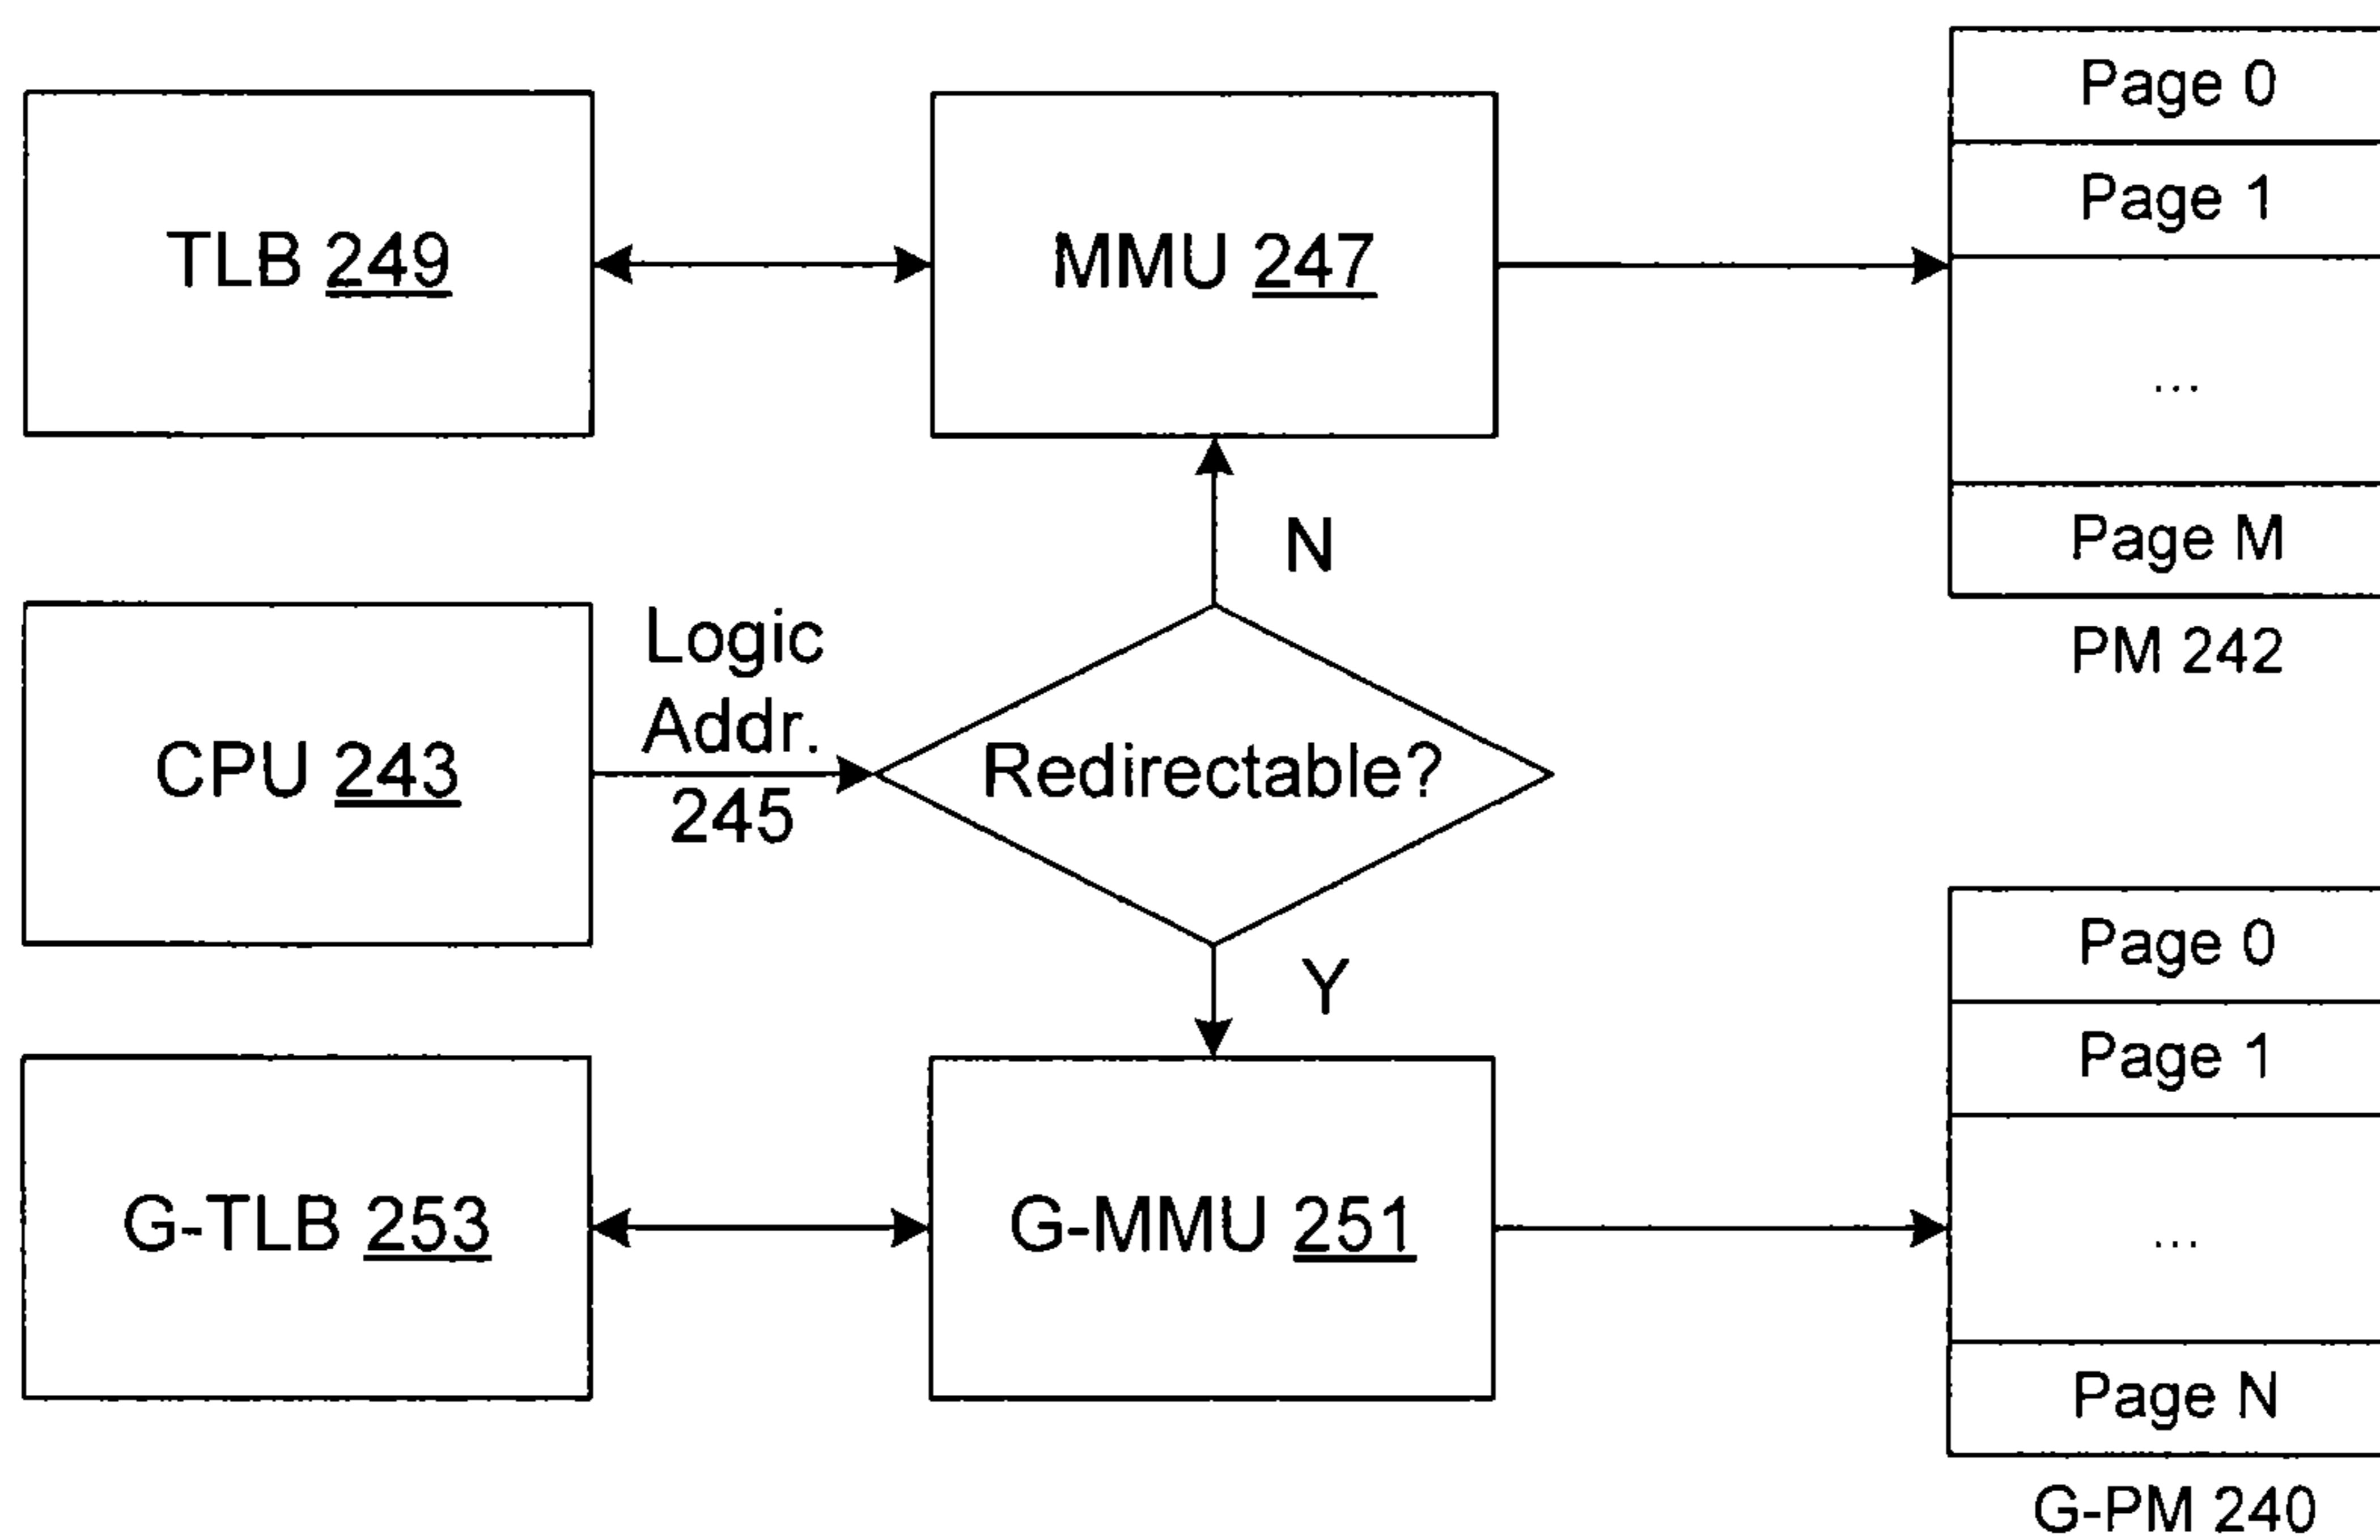 TLB 249
MMU 247
Page 0
Page 1
...
Page M
PM 242
N
CPU 243
Logic
Addr.
245
Redirectable?
Y
G-TLB 253
G-MMU 251
Page 0
Page 1
...
Page N
G-PM 240